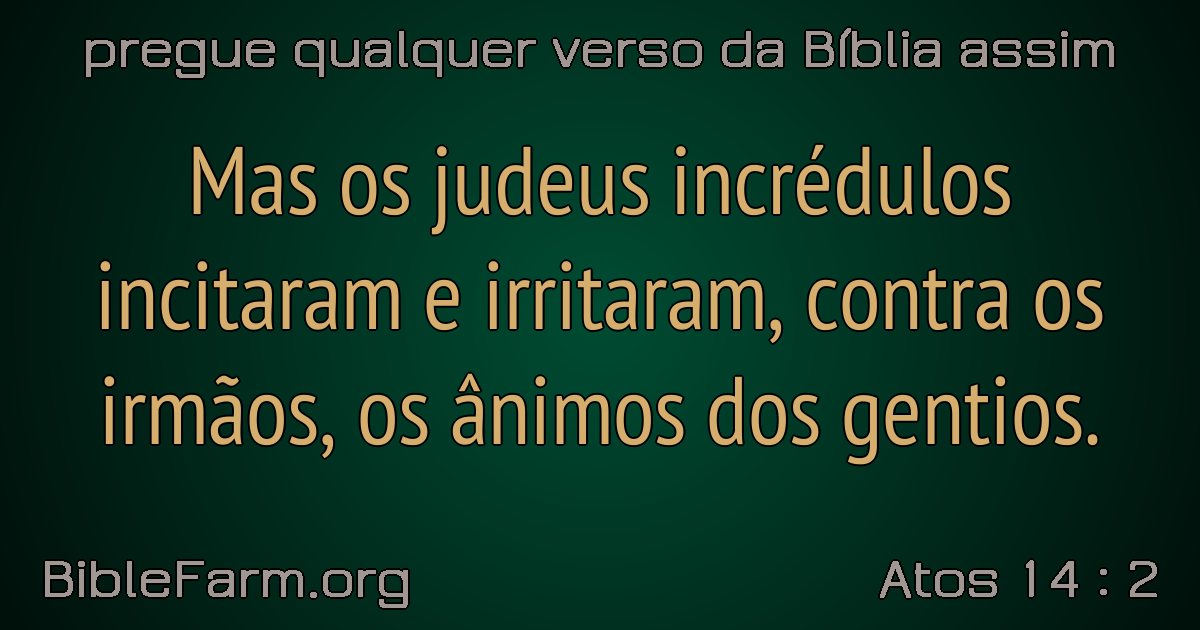 pregue qualquer verso da Bíblia assim
Mas os judeus incrédulos
incitaram e irritaram, contra os
irmãos, os ânimos dos gentios.
BibleFarm.org
Atos 14 : 2